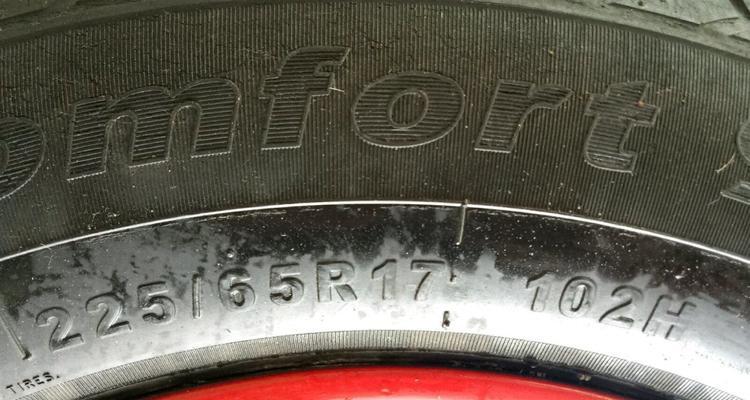 omfort S
225/65R17 102H
TIRES.